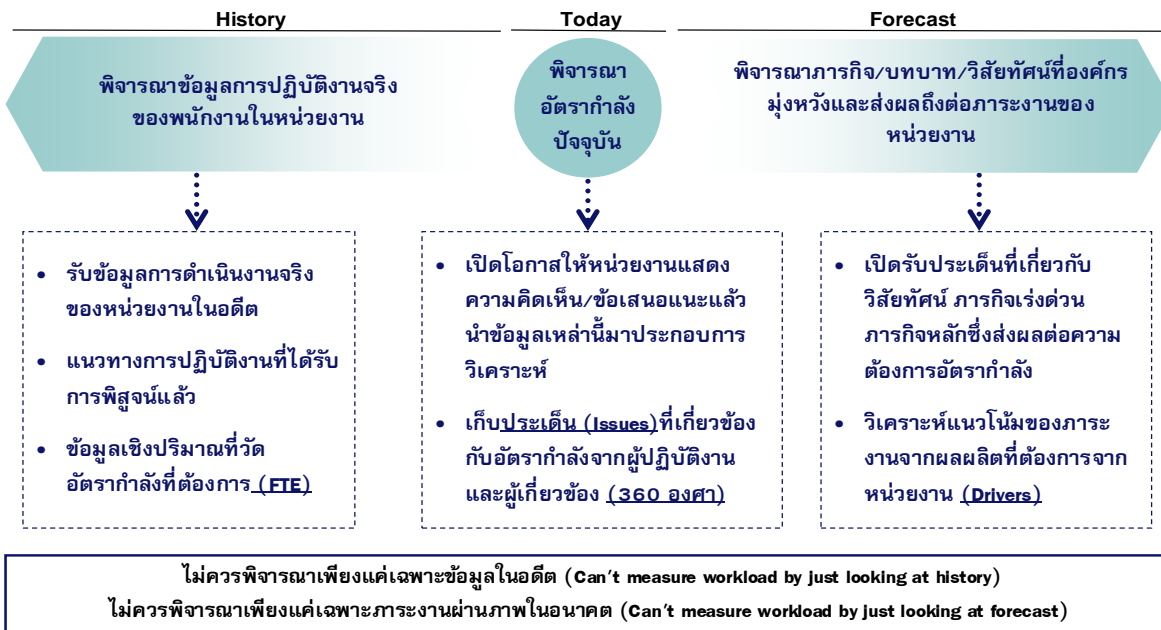 History
Today
Forecast
พิจารณาข้อมูลการปฏิบัติงานจริง
ของพนักงานในหน่วยงาน
พิจารณา
อัตรากำลัง
ปัจจุบัน
พิจารณาภารกิจ/บทบาท/วิสัยทัศน์ที่องค์กร
มุ่งหวังและส่งผลถึงต่อภาระงานของ
หน่วยงาน
• รับข้อมูลการดำเนินงานจริง
ของหน่วยงานในอดีต
• แนวทางการปฏิบัติงานที่ได้รับ
การพิสูจน์แล้ว
• ข้อมูลเชิงปริมาณที่วัด
อัตรากำลังที่ต้องการ (FTE)
• เปิดโอกาสให้หน่วยงานแสดง
ความคิดเห็น/ข้อเสนอแนะแล้ว
นำข้อมูลเหล่านี้มาประกอบการ
วิเคราะห์
• เก็บประเด็น (Issues)ที่เกี่ยวข้อง
กับอัตรากำลังจากผู้ปฏิบัติงาน
และผู้เกี่ยวข้อง (360 องศา)
• เปิดรับประเด็นที่เกี่ยวกับ
วิสัยทัศน์ ภารกิจเร่งด่วน
ภารกิจหลักซึ่งส่งผลต่อความ
ต้องการอัตรากำลัง
• วิเคราะห์แนวโน้มของภาระ
งานจากผลผลิตที่ต้องการจาก
หน่วยงาน (Drivers)
ไม่ควรพิจารณาเพียงแค่เฉพาะข้อมูลในอดีต (Can't measure workload by just looking at history)
ไม่ควรพิจารณาเพียงแค่เฉพาะภาระงานผ่านภาพในอนาคต (Can't measure workload by just looking at forecast)